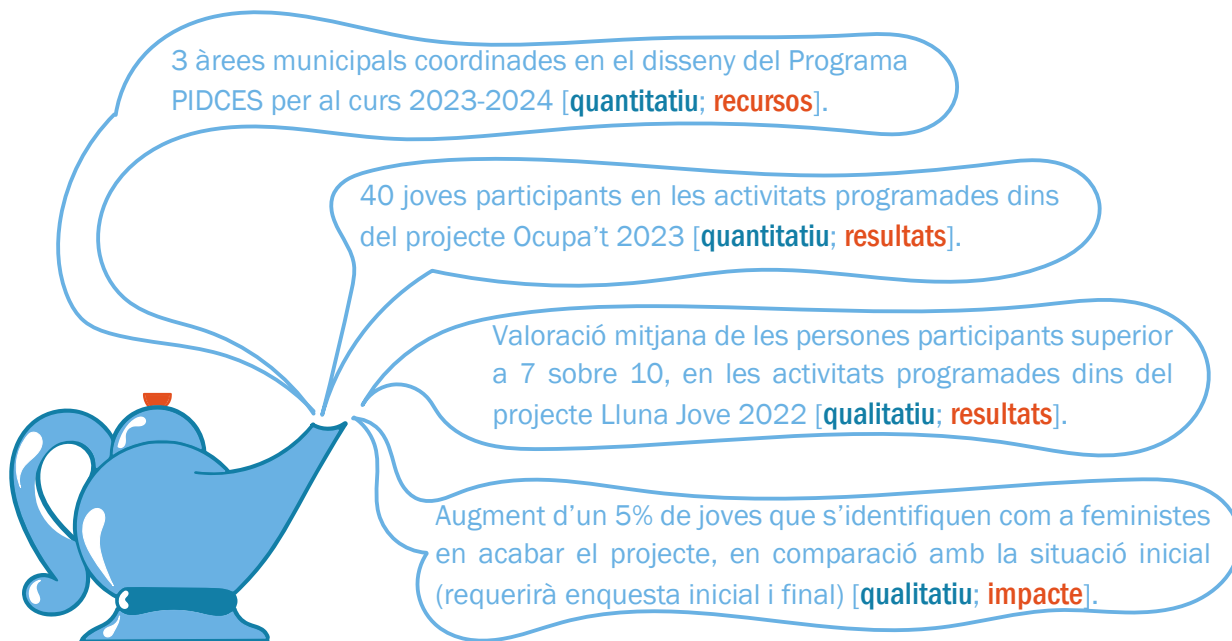 3 àrees municipals coordinades en el disseny del Programa
PIDCES per al curs 2023-2024 [quantitatiu; recursos].
40 joves participants en les activitats programades dins
del projecte Ocupa’t 2023 [quantitatiu; resultats].
Valoració mitjana de les persones participants superior
a 7 sobre 10, en les activitats programades dins del
projecte Lluna Jove 2022 [qualitatiu; resultats].
Augment d’un 5% de joves que s’identifiquen com a feministes
en acabar el projecte, en comparació amb la situació inicial
(requerirà enquesta inicial i final) [qualitatiu; impacte].